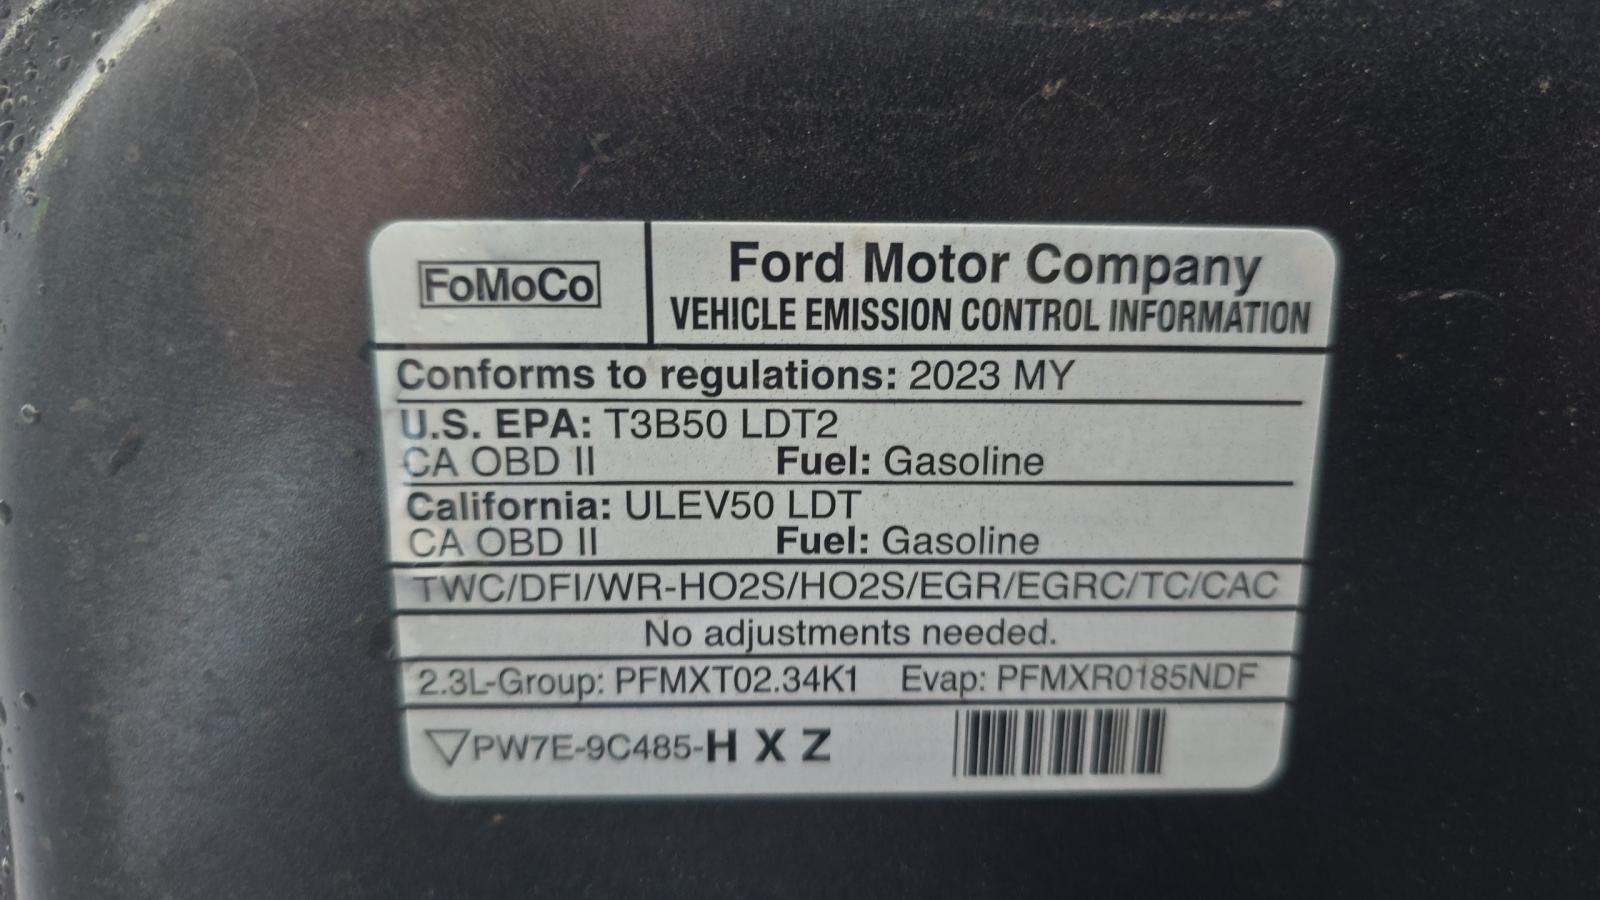 FoMoCo
Ford Motor Company
VEHICLE EMISSION CONTROL INFORMATION
Conforms to regulations: 2023 MY
U.S. EPA: T3B50 LDT2
CA OBD II Fuel: Gasoline
California: ULEV50 LDT
CA OBD II Fuel: Gasoline
TWC/DFI/WR-HO2S/HO2S/EGR/EGRC/TC/CAC
No adjustments needed.
2.3L-Group: PFMXT02.34K1 Evap: PFMXR0185NDF
PW7E-9C485-H X Z